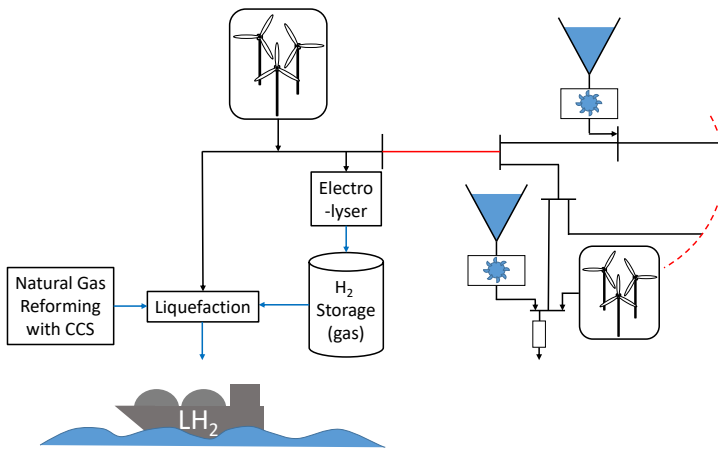 Electro
-lyser
Natural Gas
Reforming
with CCS
Liquefaction
H₂
Storage
(gas)
LH₂